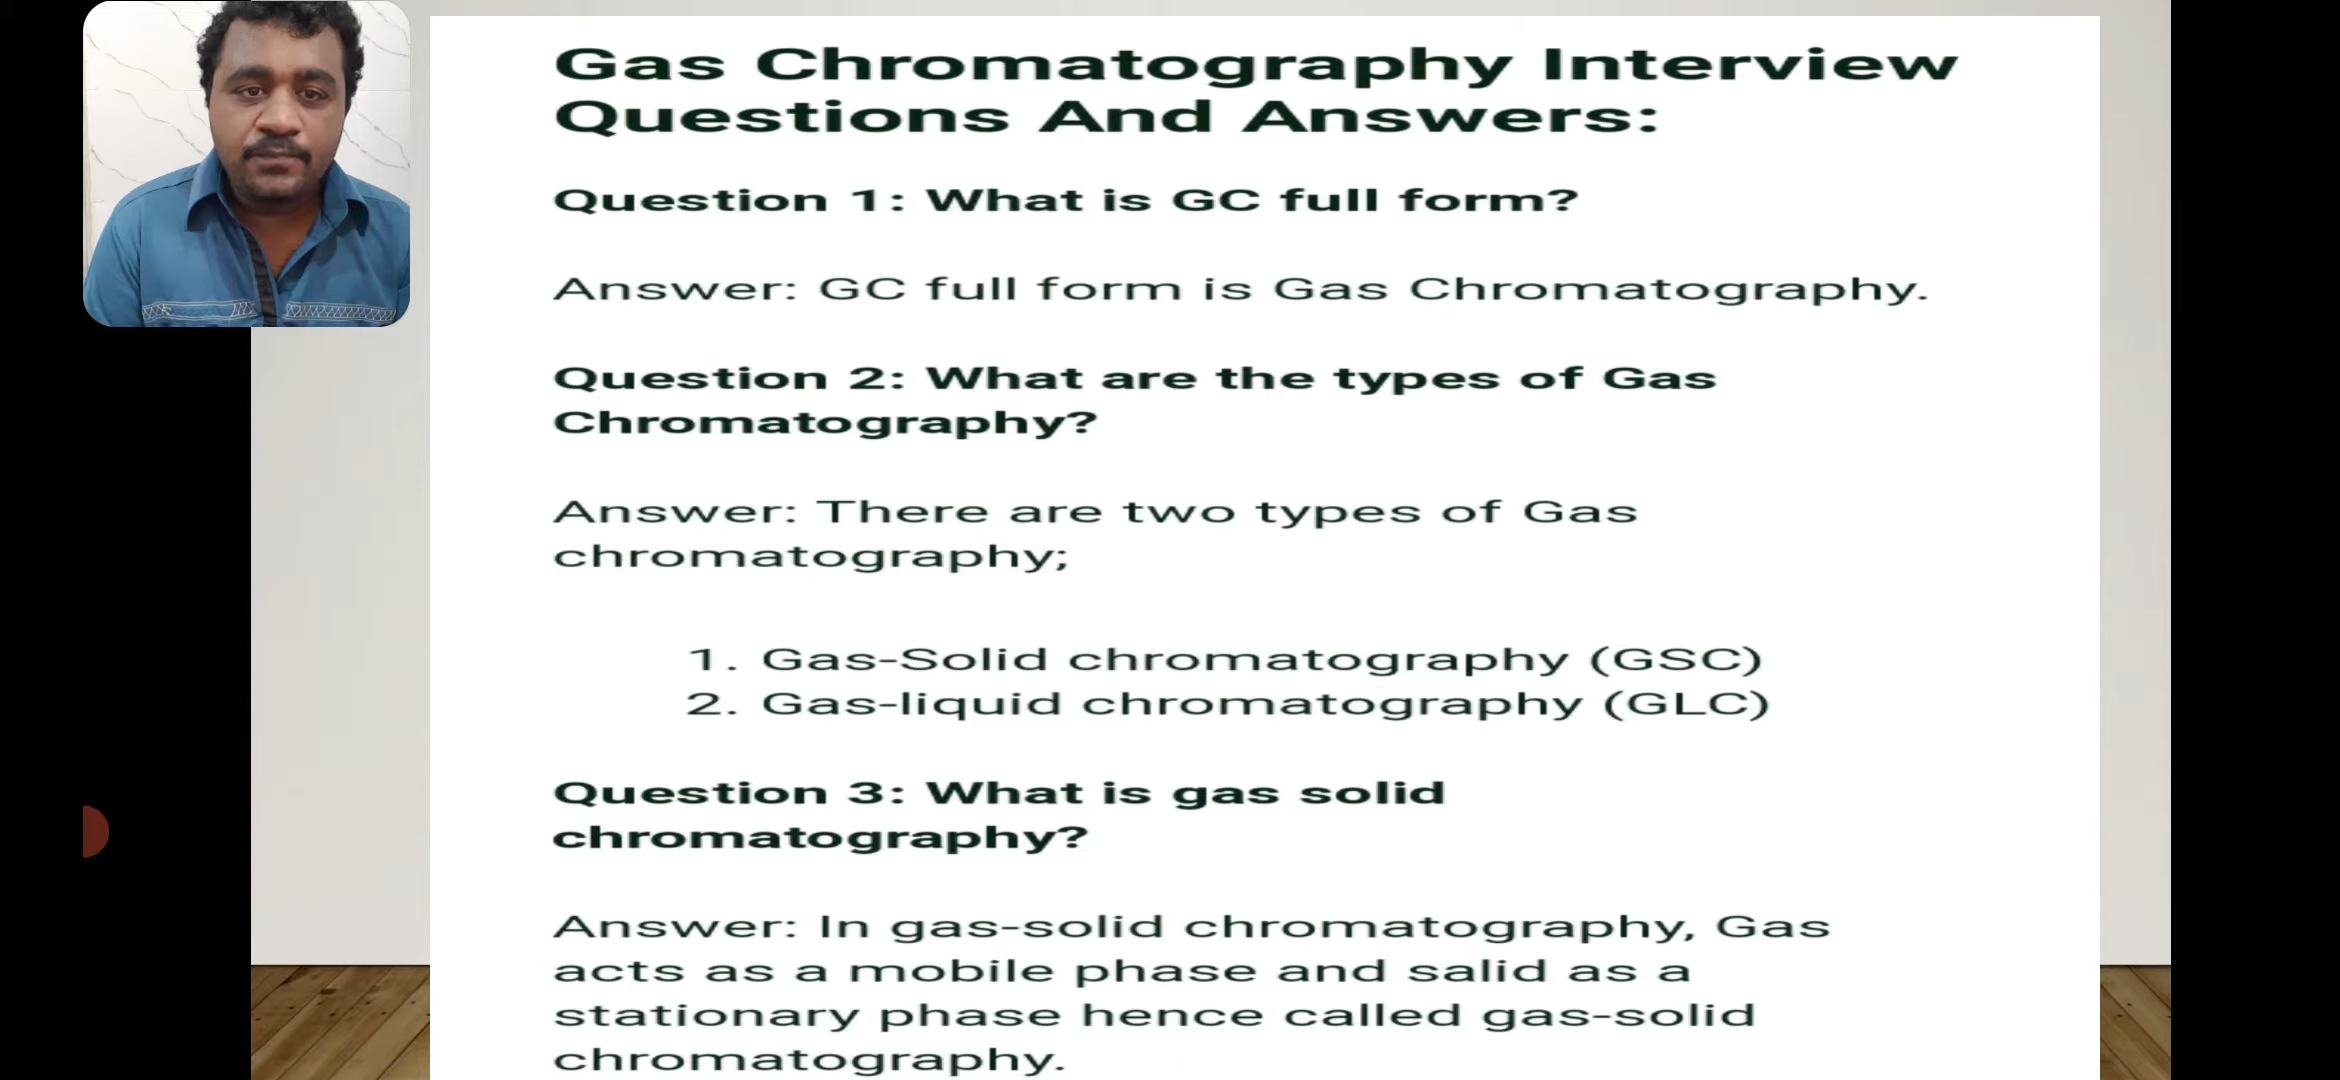 Gas Chromatography Interview
Questions And Answers:
Question 1: What is GC full form?
Answer: GC full form is Gas Chromatography.
Question 2: What are the types of Gas
Chromatography?
Answer: There are two types of Gas
chromatography;
1. Gas-Solid chromatography (GSC)
2. Gas-liquid chromatography (GLC)
Question 3: What is gas solid
chromatography?
Answer: In gas-solid chromatography, Gas
acts as a mobile phase and salid as a
stationary phase hence called gas-solid
chromatography.